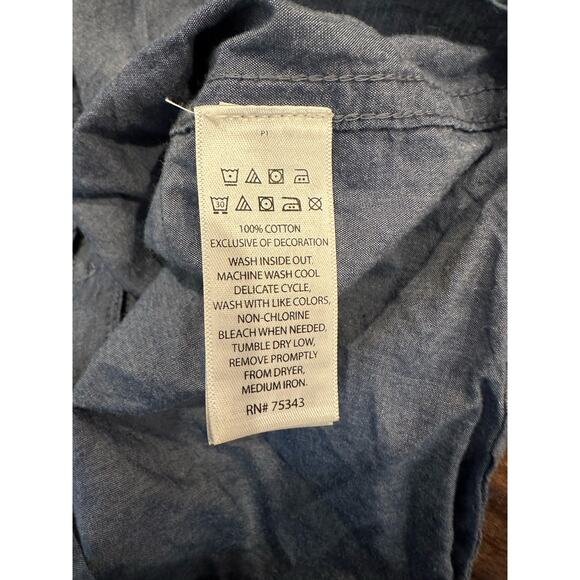 P1
30
100% COTTON
EXCLUSIVE OF DECORATION
WASH INSIDE OUT
MACHINE WASH COOL
DELICATE CYCLE,
WASH WITH LIKE COLORS,
NON-CHLORINE
BLEACH WHEN NEEDED,
TUMBLE DRY LOW,
REMOVE PROMPTLY
FROM DRYER,
MEDIUM IRON.
RN# 75343